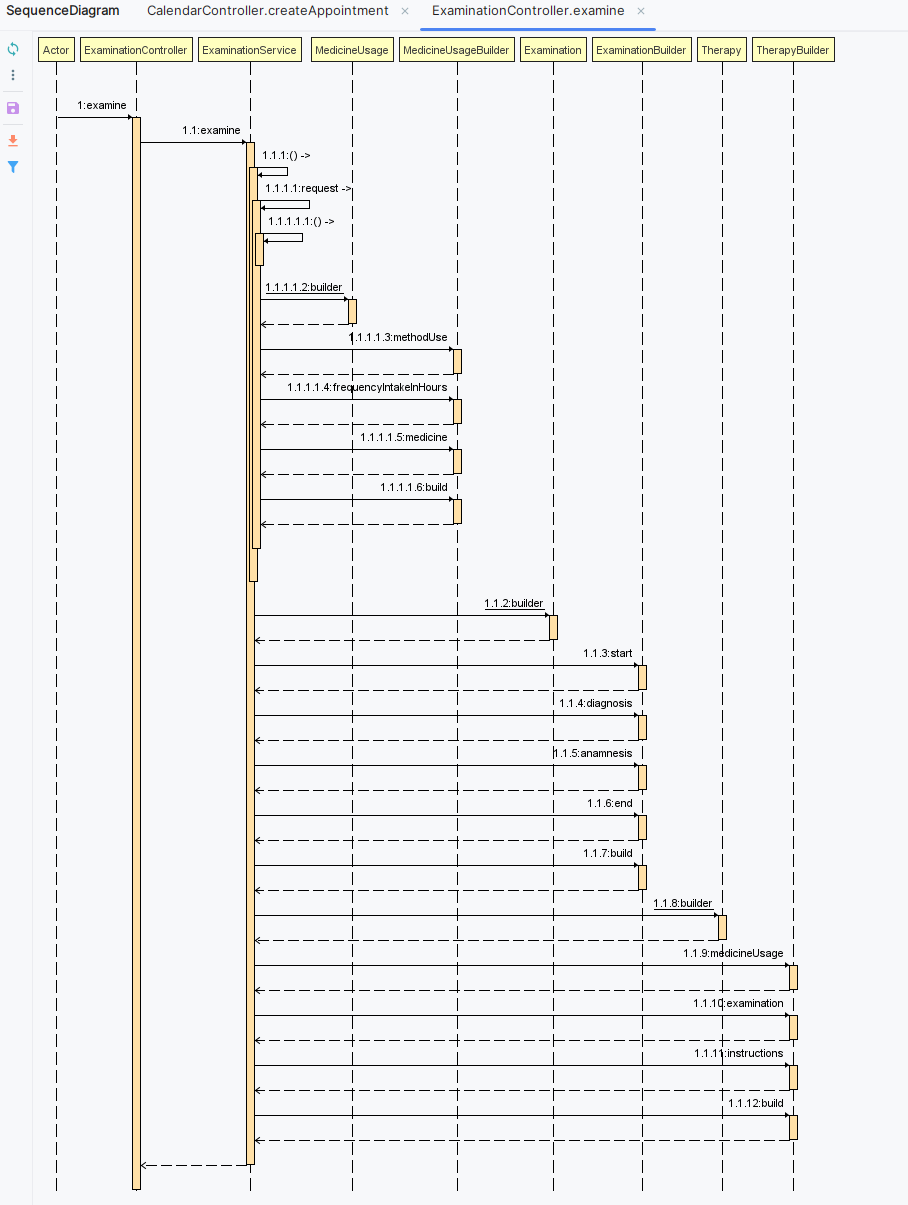 SequenceDiagram CalendarController.createAppointment × ExaminationController.examine ×
Actor ExaminationController ExaminationService MedicineUsage MedicineUsageBuilder Examination ExaminationBuilder Therapy TherapyBuilder
1:examine
1.1:examine
1.1.1:() ->
1.1.1.1:request ->
1.1.1.1.1:() ->
1.1.1.1.2:builder
1.1.1.1.3:methodUse
1.1.1.1.4:frequencyIntakeInHours
1.1.1.1.5:medicine
1.1.1.1.6:build
1.1.2:builder
1.1.3:start
1.1.4:diagnosis
1.1.5:anamnesis
1.1.6:end
1.1.7:build
1.1.8:builder
1.1.9:medicineUsage
1.1.10:examination
1.1.11:instructions
1.1.12:build